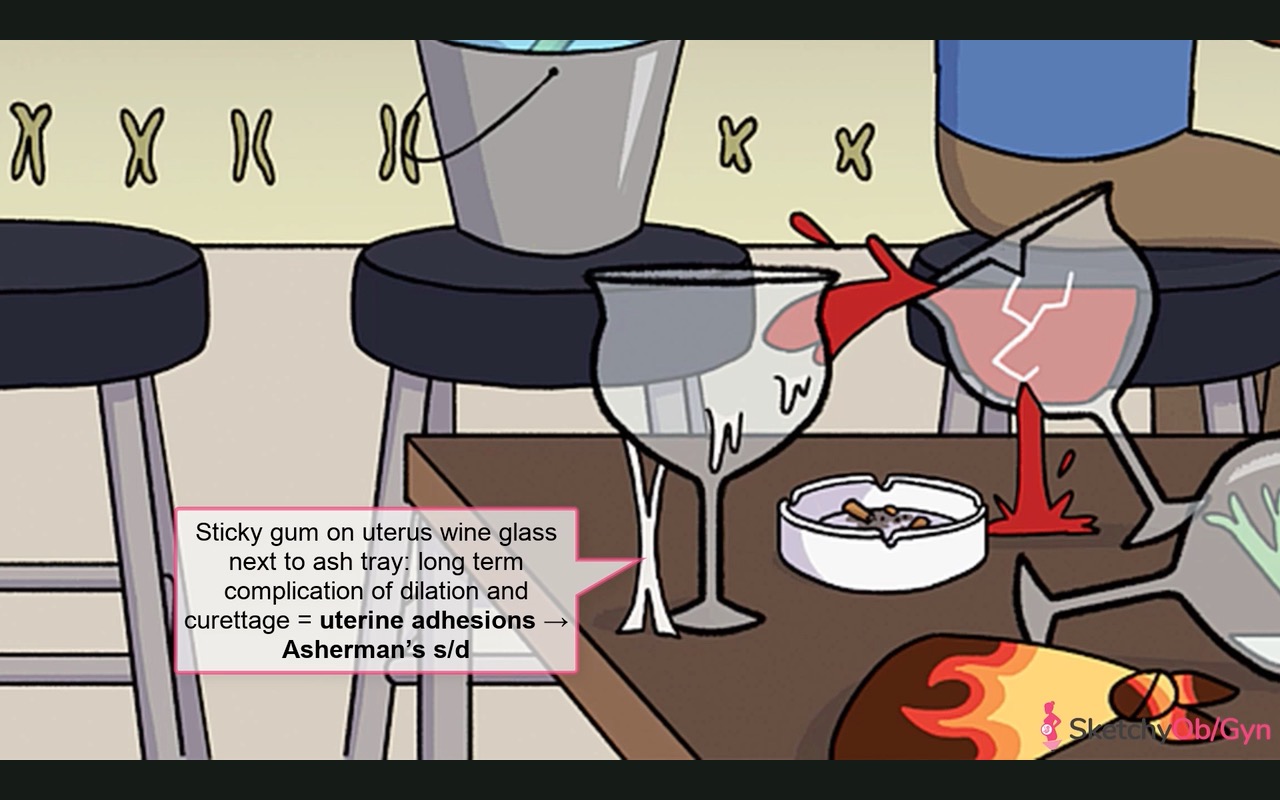 Sticky gum on uterus wine glass
next to ash tray: long term
complication of dilation and
curettage = uterine adhesions →
Asherman’s s/d
SketchyOb/Gyn